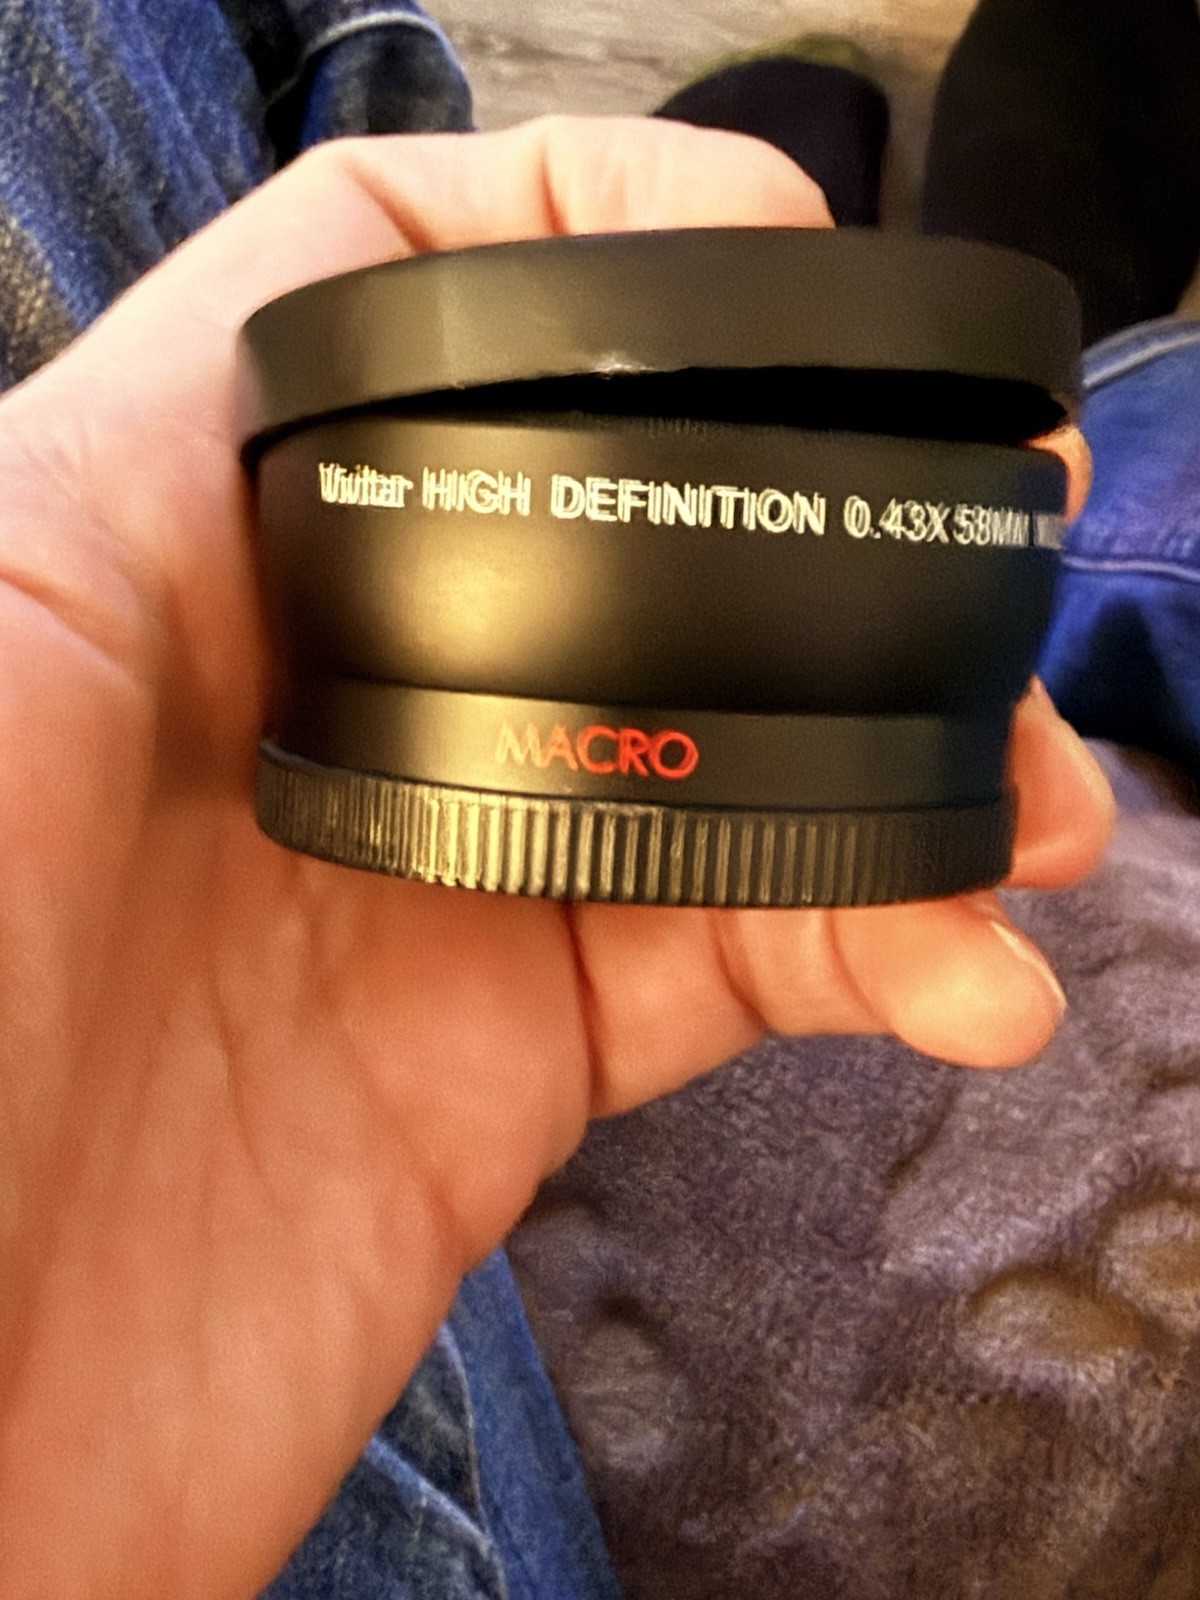 Vivitar HIGH DEFINITION 0.43X 58MM
MACRO